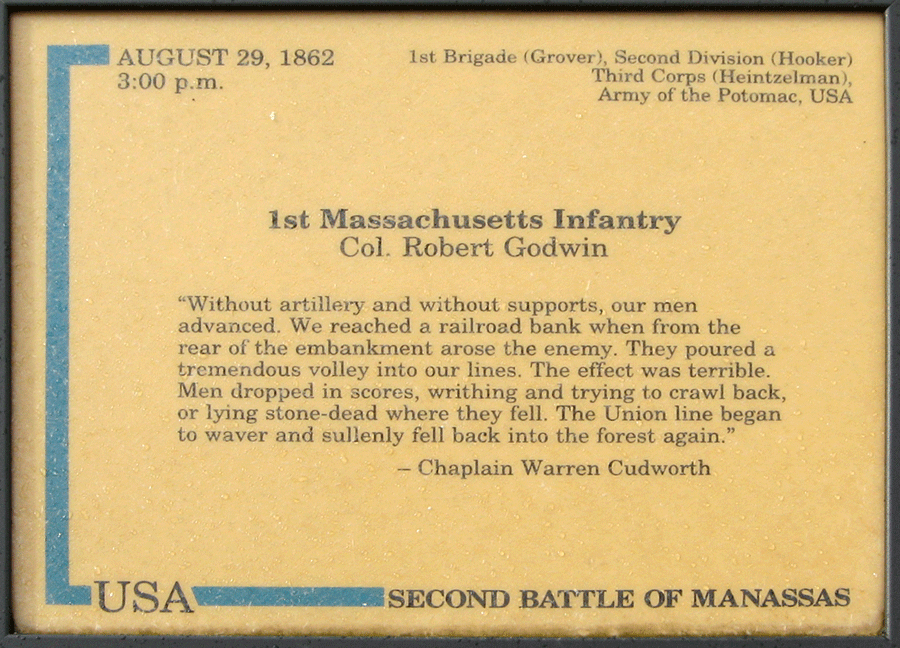 AUGUST 29, 1862
3:00 p.m.
1st Brigade (Grover), Second Division (Hooker)
Third Corps (Heintzelman),
Army of the Potomac, USA
1st Massachusetts Infantry
Col. Robert Godwin
“Without artillery and without supports, our men
advanced. We reached a railroad bank when from the
rear of the embankment arose the enemy. They poured a
tremendous volley into our lines. The effect was terrible.
Men dropped in scores, writhing and trying to crawl back,
or lying stone-dead where they fell. The Union line began
to waver and sullenly fell back into the forest again.”
– Chaplain Warren Cudworth
USA
SECOND BATTLE OF MANASSAS